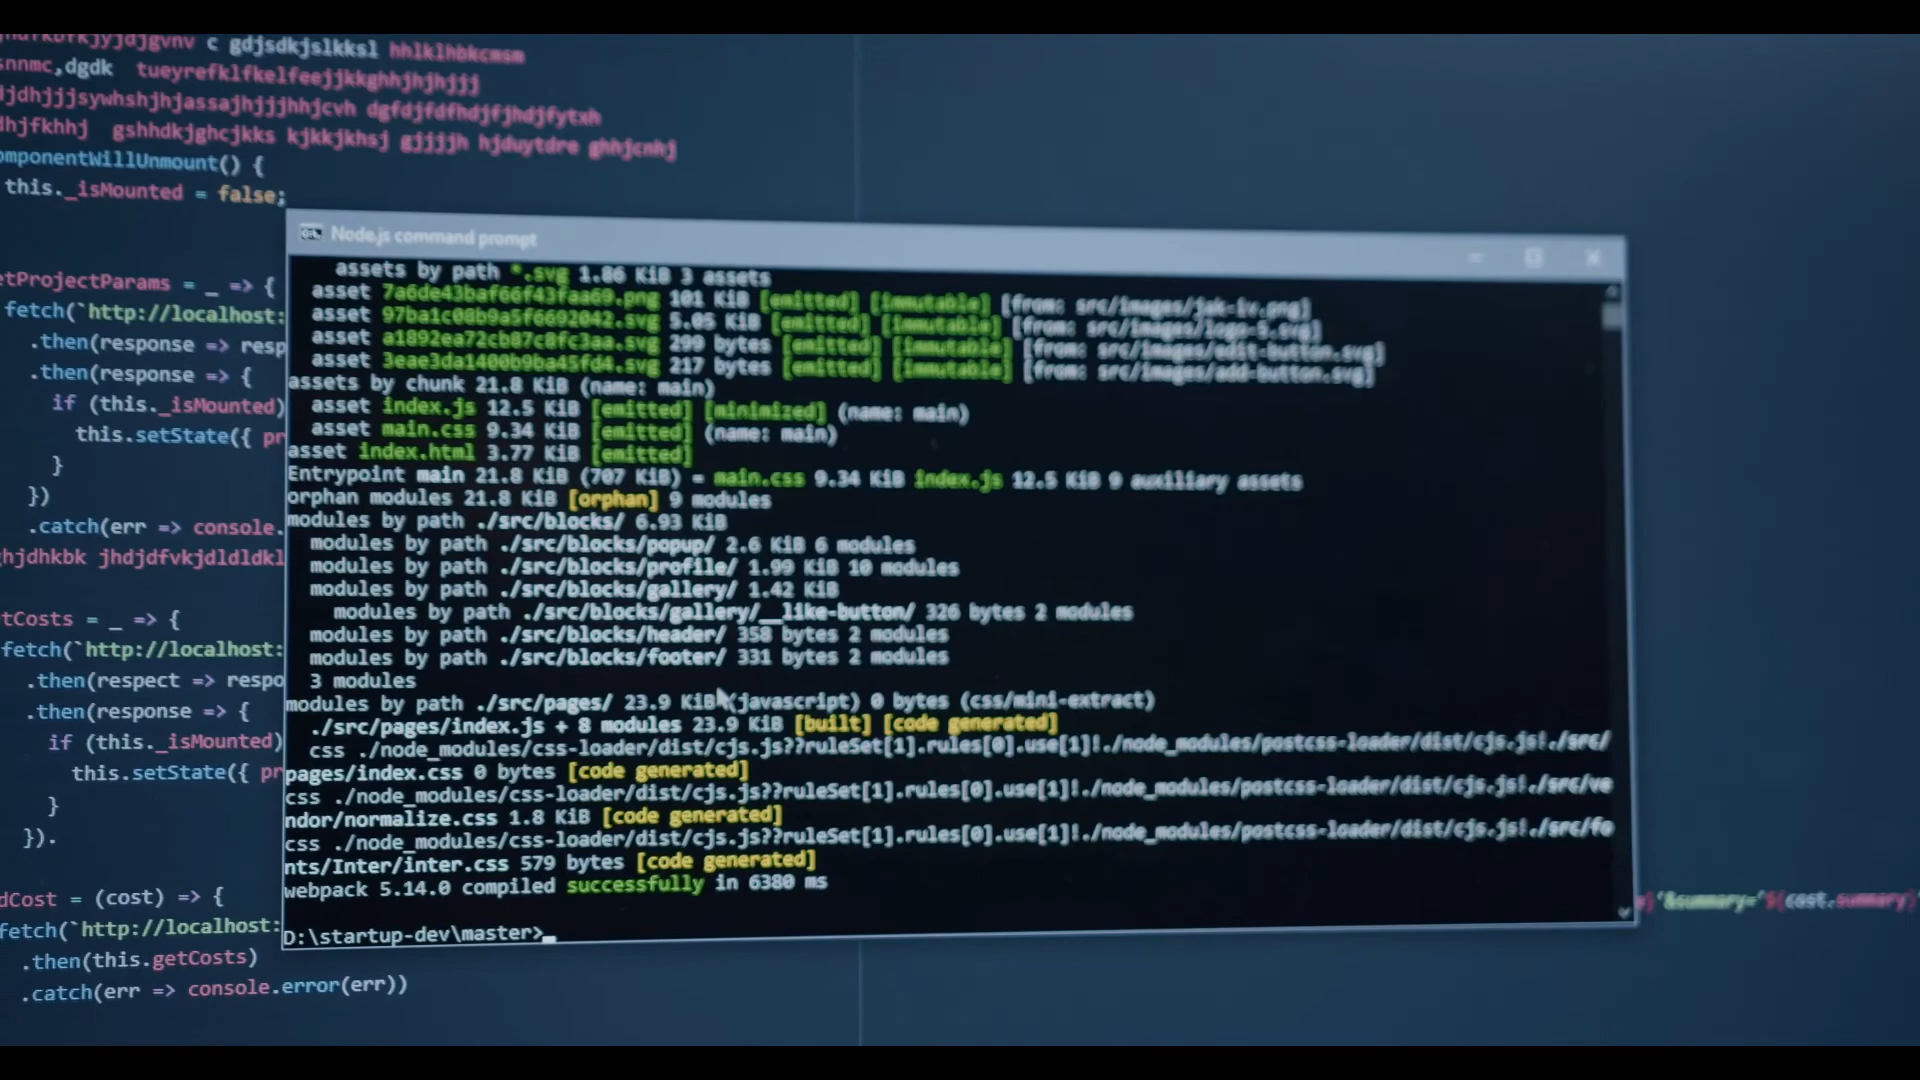 c gdjsdkjslkksl hhlklhbkcmsm
snnmc,dgdk tueyrefklfkelfeejjkkghhjhjhjjj
djdhjjjsywhshjhjassajhjjjhhjcvh dgfdjfdfhdjfjhdjfytxh
dhjfkhhj gshhdkjghcjkks kjkkjkhsj gjjjjh hjduytdre ghhjcnhj
omponentWillUnmount() {
this._isMounted = false;
etProjectParams = _ => {
fetch(`http://localhost:
.then(response => resp
.then(response => {
if (this._isMounted)
this.setState({ pr
}
})
.catch(err => console.
hjdhkbk jhdjdfvkjdldldkl
tCosts = _ => {
fetch(`http://localhost:
.then(respect => respo
.then(response => {
if (this._isMounted)
this.setState({ pr
}
}).
dCost = (cost) => {
fetch(`http://localhost:
.then(this.getCosts)
.catch(err => console.error(err))
Node.js command prompt
assets by path *.svg 1.86 KiB 3 assets
asset 7a6de43baf66f43faa69.png 101 KiB [emitted] [immutable] [from: src/images/jak-iv.png]
asset 97ba1c08b9a5f6692042.svg 5.05 KiB [emitted] [immutable] [from: src/images/logo-5.svg]
asset a1892ea72cb87c8fc3aa.svg 299 bytes [emitted] [immutable] [from: src/images/edit-button.svg]
asset 3eae3da1400b9ba45fd4.svg 217 bytes [emitted] [immutable] [from: src/images/add-button.svg]
assets by chunk 21.8 KiB (name: main)
asset index.js 12.5 KiB [emitted] [minimized] (name: main)
asset main.css 9.34 KiB [emitted] (name: main)
asset index.html 3.77 KiB [emitted]
Entrypoint main 21.8 KiB (707 KiB) = main.css 9.34 KiB index.js 12.5 KiB 9 auxiliary assets
orphan modules 21.8 KiB [orphan] 9 modules
modules by path ./src/blocks/ 6.93 KiB
modules by path ./src/blocks/popup/ 2.6 KiB 6 modules
modules by path ./src/blocks/profile/ 1.99 KiB 10 modules
modules by path ./src/blocks/gallery/ 1.42 KiB
modules by path ./src/blocks/gallery/__like-button/ 326 bytes 2 modules
modules by path ./src/blocks/header/ 358 bytes 2 modules
modules by path ./src/blocks/footer/ 331 bytes 2 modules
3 modules
modules by path ./src/pages/ 23.9 KiB (javascript) 0 bytes (css/mini-extract)
./src/pages/index.js + 8 modules 23.9 KiB [built] [code generated]
css ./node_modules/css-loader/dist/cjs.js??ruleSet[1].rules[0].use[1]!./node_modules/postcss-loader/dist/cjs.js!./src/
pages/index.css 0 bytes [code generated]
css ./node_modules/css-loader/dist/cjs.js??ruleSet[1].rules[0].use[1]!./node_modules/postcss-loader/dist/cjs.js!./src/ve
ndor/normalize.css 1.8 KiB [code generated]
css ./node_modules/css-loader/dist/cjs.js??ruleSet[1].rules[0].use[1]!./node_modules/postcss-loader/dist/cjs.js!./src/fo
nts/Inter/inter.css 579 bytes [code generated]
webpack 5.14.0 compiled successfully in 6380 ms
D:\startup-dev\master>_
}'&summary='${cost.summary}'